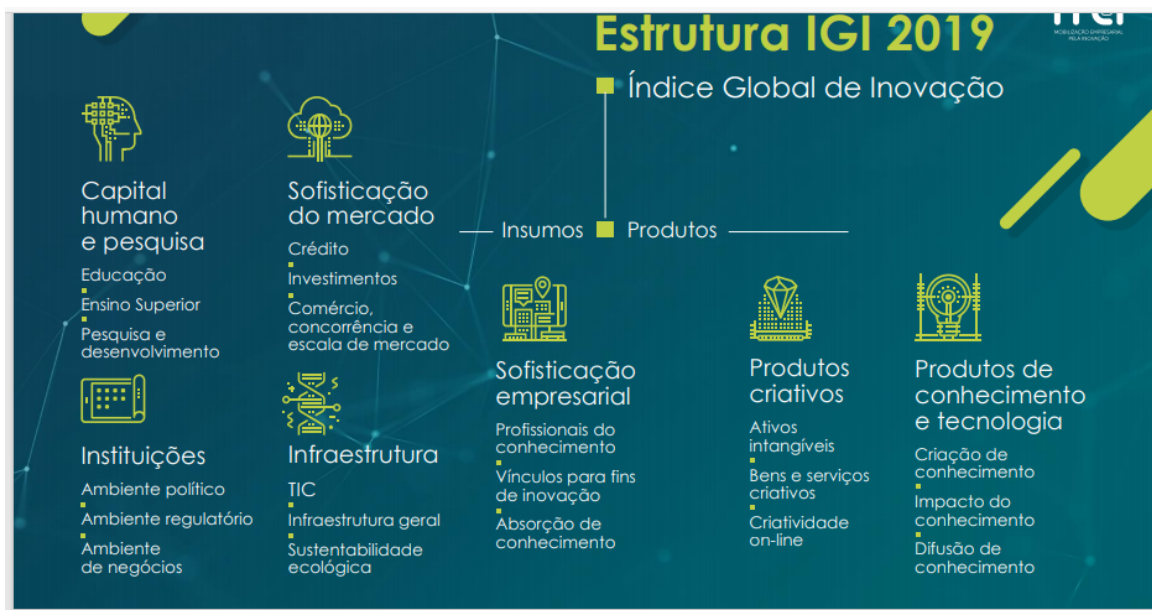 Estrutura IGI 2019
MOBILIZAÇÃO EMPRESARIAL
PELA INOVAÇÃO
Índice Global de Inovação
Insumos
Produtos
Capital
humano
e pesquisa
Educação
Ensino Superior
Pesquisa e
desenvolvimento
Sofisticação
do mercado
Crédito
Investimentos
Comércio,
concorrência e
escala de mercado
Instituições
Ambiente político
Ambiente regulatório
Ambiente
de negócios
Infraestrutura
TIC
Infraestrutura geral
Sustentabilidade
ecológica
Sofisticação
empresarial
Profissionais do
conhecimento
Vínculos para fins
de inovação
Absorção de
conhecimento
Produtos
criativos
Ativos
intangíveis
Bens e serviços
criativos
Criatividade
on-line
Produtos de
conhecimento
e tecnologia
Criação de
conhecimento
Impacto do
conhecimento
Difusão de
conhecimento